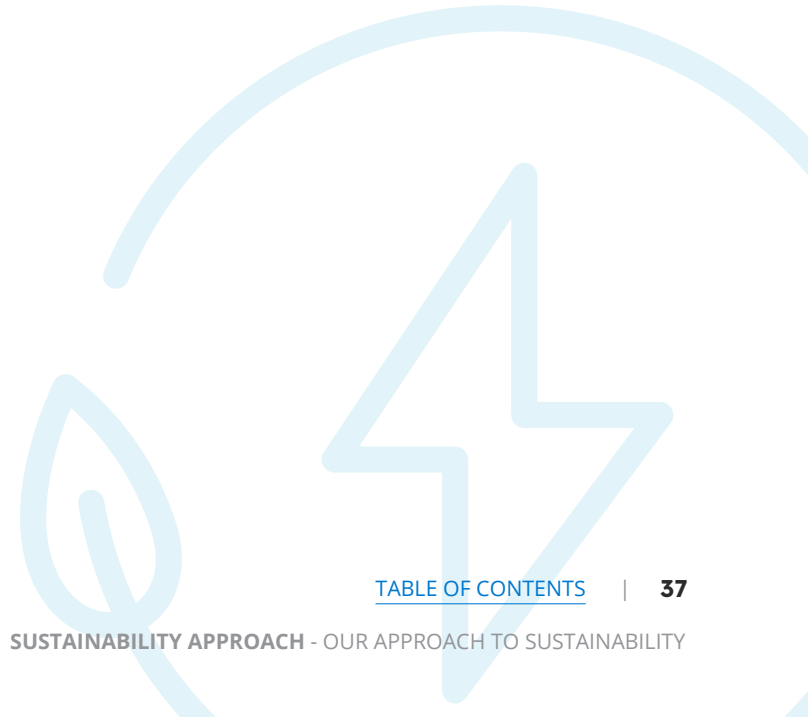 TABLE OF CONTENTS | 37
SUSTAINABILITY APPROACH - OUR APPROACH TO SUSTAINABILITY